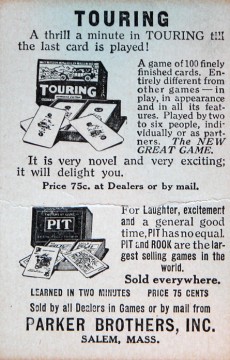 TOURING
A thrill a minute in TOURING till
the last card is played!
A game of 100 finely
finished cards. En-
tirely different from
other games — in
play, in appearance
and in all its feat-
ures. Played by two
to six people, indi-
vidually or as part-
ners. The NEW
GREAT GAME.
TOURING
It is very novel and very exciting;
it will delight you.
Price 75c. at Dealers or by mail.
PIT
For Laughter, excitement
and a general good
time, PIT has no equal.
PIT and ROOK are the lar-
gest selling games in the
world.
Sold everywhere.
LEARNED IN TWO MINUTES PRICE 75 CENTS
Sold by all Dealers in Games or by mail from
PARKER BROTHERS, INC.
SALEM, MASS.